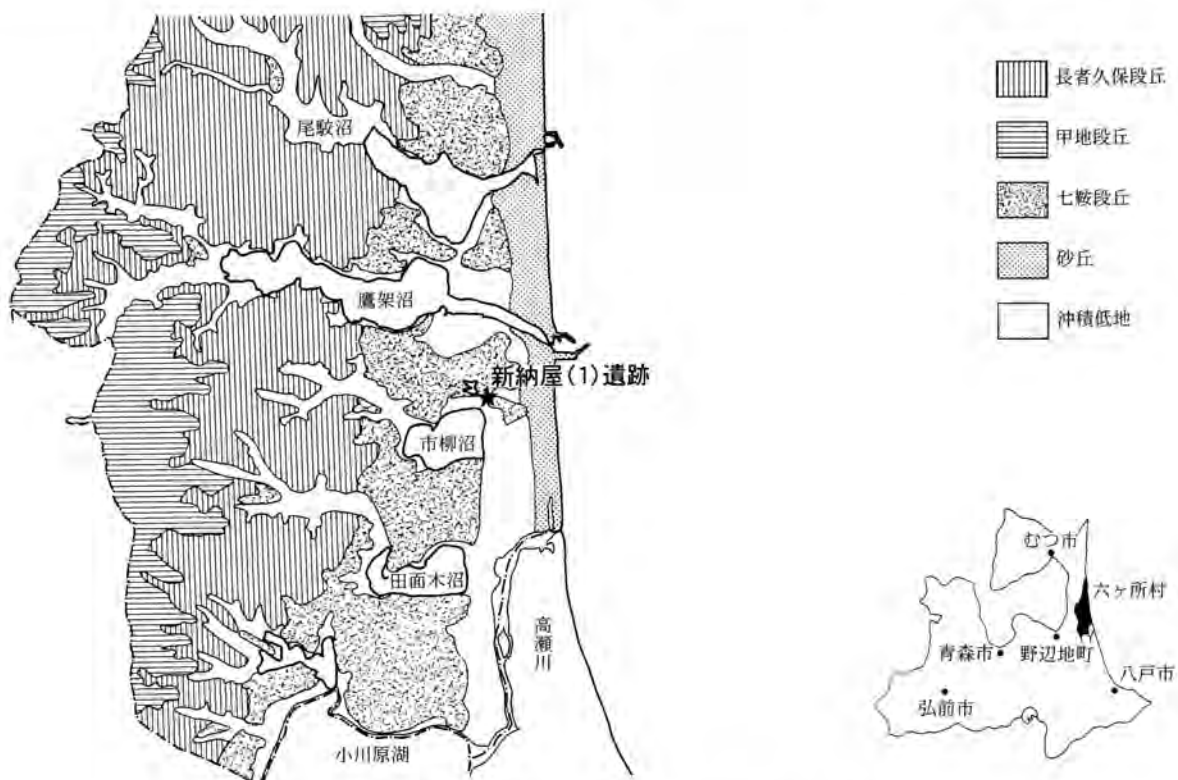 尾駮沼
鷹架沼
新納屋(1)遺跡
市柳沼
田面木沼
高瀬川
小川原湖
長者久保段丘
甲地段丘
七鞍段丘
砂丘
沖積低地
むつ市
六ヶ所村
青森市
野辺地町
八戸市
弘前市